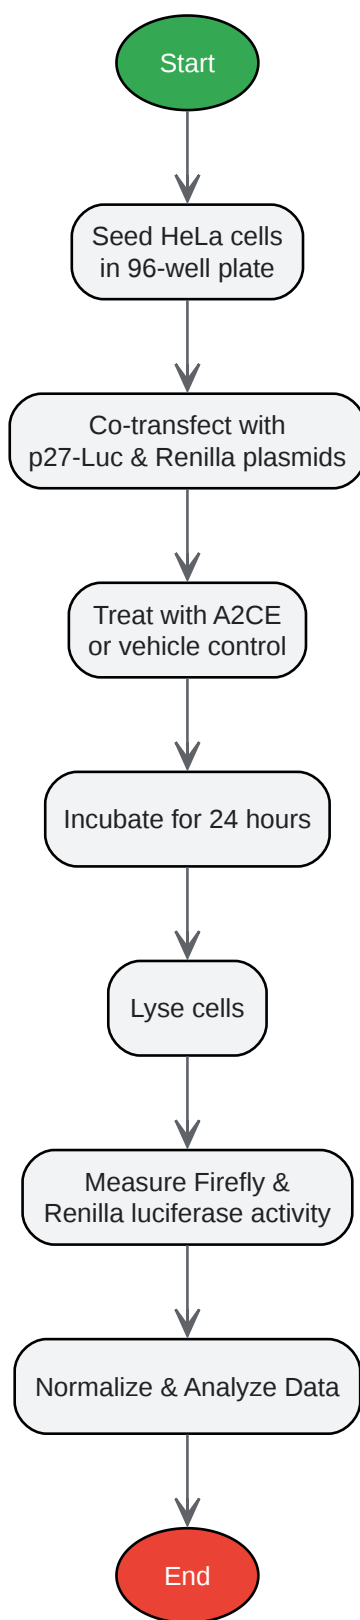 Start
Seed HeLa cells
in 96-well plate
Co-transfect with
p27-Luc & Renilla plasmids
Treat with A2CE
or vehicle control
Incubate for 24 hours
Lyse cells
Measure Firefly &
Renilla luciferase activity
Normalize & Analyze Data
End